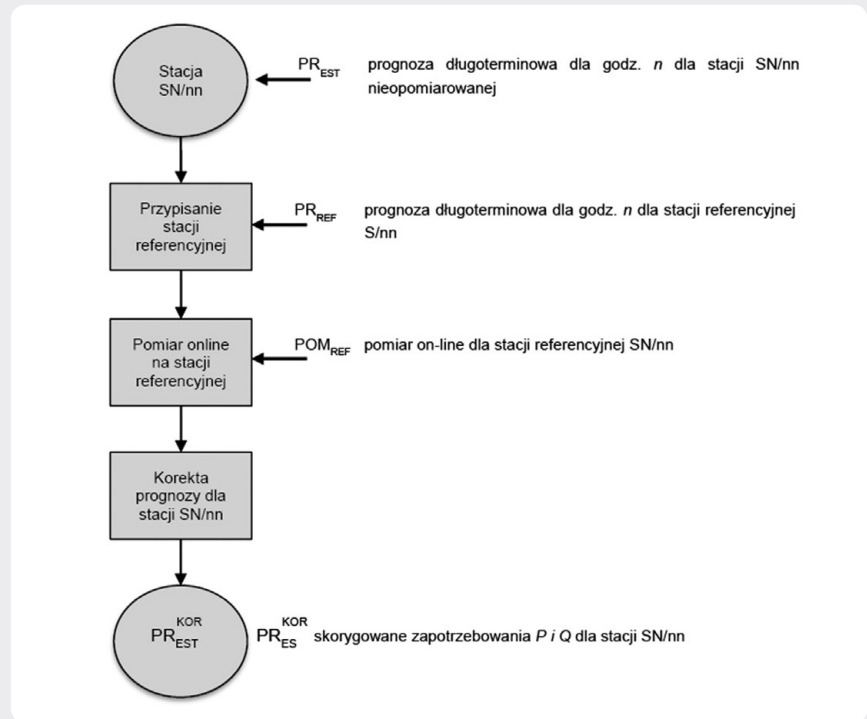 Stacja
SN/nn
PR_EST prognoza długoterminowa dla godz. n dla stacji SN/nn
nieopomiarowanej
Przypisanie
stacji
referencyjnej
PR_REF prognoza długoterminowa dla godz. n dla stacji referencyjnej
S/nn
Pomiar online
na stacji
referencyjnej
POM_REF pomiar on-line dla stacji referencyjnej SN/nn
Korekta
prognozy dla
stacji SN/nn
PR_EST^KOR
PR_ES^KOR skorygowane zapotrzebowania P i Q dla stacji SN/nn